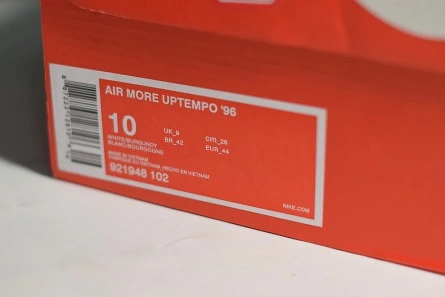 AIR MORE UPTEMPO '96
10
UK_9
cm_28
BR_42
EUR_44
WHITE/BURGUNDY
BLANC/BOURGOGNE
MADE IN VIETNAM
FABRIQUE AU VIETNAM_HECHO EN VIETNAM
921948 102
NIKE.COM